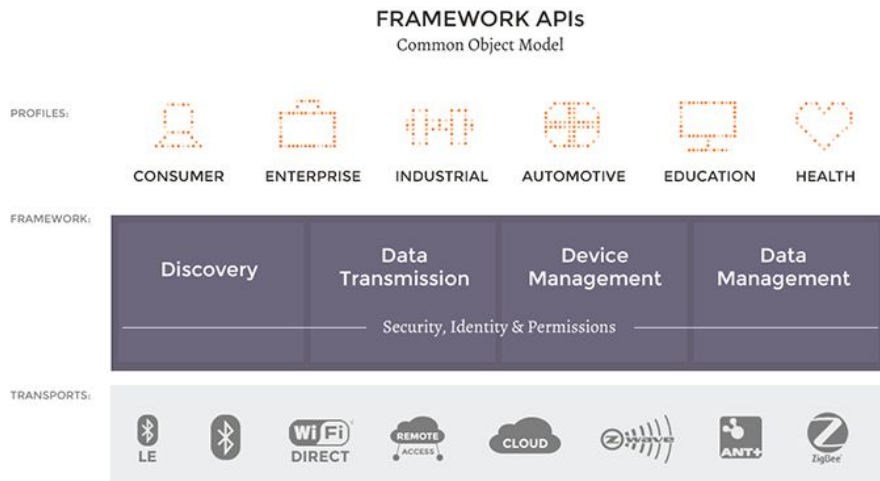 FRAMEWORK APIs
Common Object Model
PROFILES:
CONSUMER ENTERPRISE INDUSTRIAL AUTOMOTIVE EDUCATION HEALTH
FRAMEWORK:
Discovery Data Transmission Device Management Data Management
Security, Identity & Permissions
TRANSPORTS:
LE
WiFi DIRECT
REMOTE ACCESS
CLOUD
Z wave
ANT+
Z ZigBee